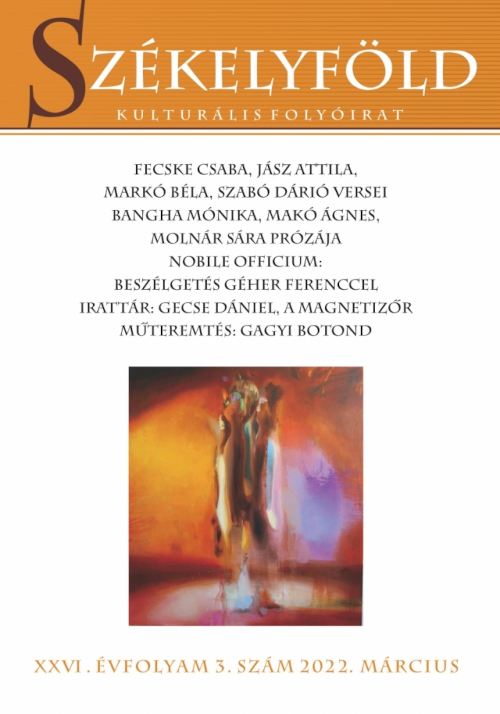 SZÉKELYFÖLD
KULTURÁLIS FOLYÓIRAT
FECSKE CSABA, JÁSZ ATTILA,
MARKÓ BÉLA, SZABÓ DÁRIÓ VERSEI
BANGHA MÓNIKA, MAKÓ ÁGNES,
MOLNÁR SÁRA PRÓZÁJA
NOBILE OFFICIUM:
BESZÉLGETÉS GÉHER FERENCCEL
IRATTÁR: GECSE DÁNIEL, A MAGNETIZŐR
MŰTEREMTÉS: GAGYI BOTOND
XXVI. ÉVFOLYAM 3. SZÁM 2022. MÁRCIUS